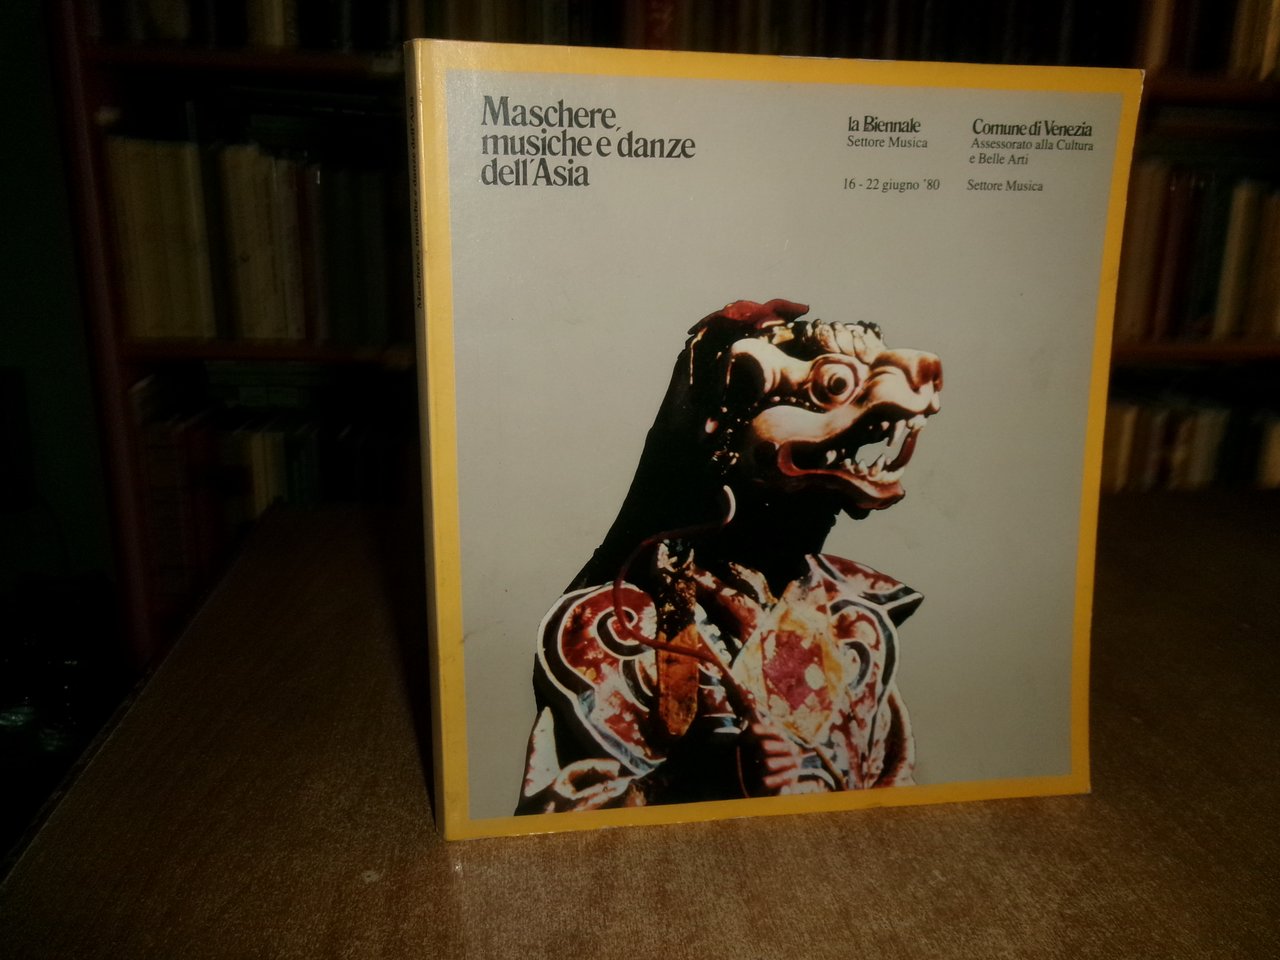 Maschere,
musiche e danze
dell'Asia
la Biennale
Settore Musica
16 - 22 giugno '80
Comune di Venezia
Assessorato alla Cultura
e Belle Arti
Settore Musica
Maschere, musiche e danze dell'Asia